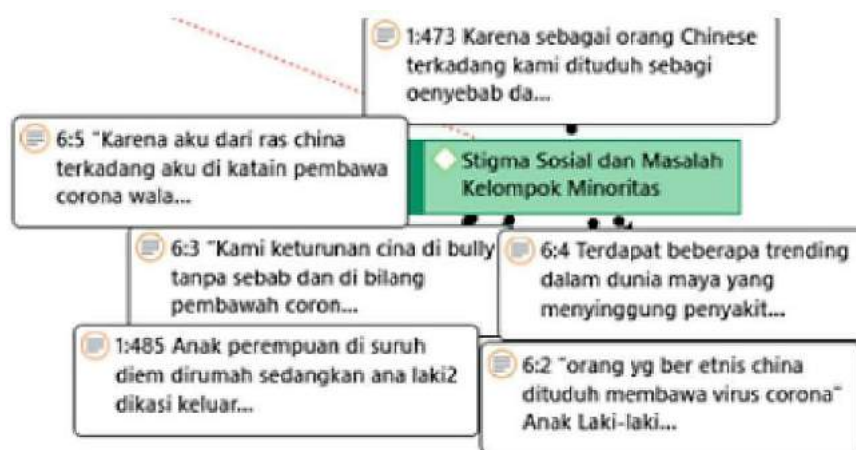 1:473 Karena sebagai orang Chinese
terkadang kami dituduh sebagi
oenyebab da...
6:5 "Karena aku dari ras china
terkadang aku di katain pembawa
corona wala...
Stigma Sosial dan Masalah
Kelompok Minoritas
6:3 "Kami keturunan cina di bully
tanpa sebab dan di bilang
pembawah coron...
6:4 Terdapat beberapa trending
dalam dunia maya yang
menyinggung penyakit...
1:485 Anak perempuan di suruh
diem dirumah sedangkan ana laki2
dikasi keluar...
6:2 "orang yg ber etnis china
dituduh membawa virus corona"
Anak Laki-laki...